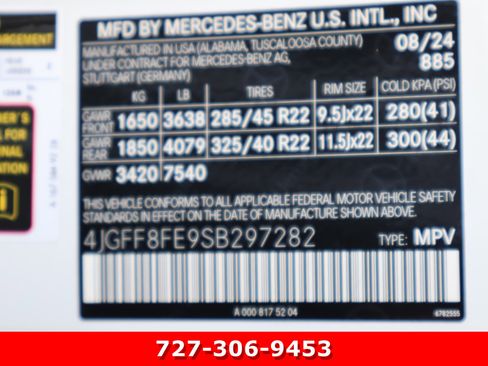 MFD BY MERCEDES-BENZ U.S. INTL., INC
MANUFACTURED IN USA (ALABAMA, TUSCALOOSA COUNTY) 08/24
UNDER CONTRACT FOR MERCEDES-BENZ AG, 885
STUTTGART (GERMANY)
KG LB TIRES RIM SIZE COLD KPA (PSI)
GAWR FRONT 1650 3638 285/45 R22 9.5Jx22 280(41)
GAWR REAR 1850 4079 325/40 R22 11.5Jx22 300(44)
GVWR 3420 7540
THIS VEHICLE CONFORMS TO ALL APPLICABLE FEDERAL MOTOR VEHICLE SAFETY
STANDARDS IN EFFECT ON THE DATE OF MANUFACTURE SHOWN ABOVE.
4JGFF8FE9SB297282 TYPE: MPV
A 000 817 52 04
727-306-9453